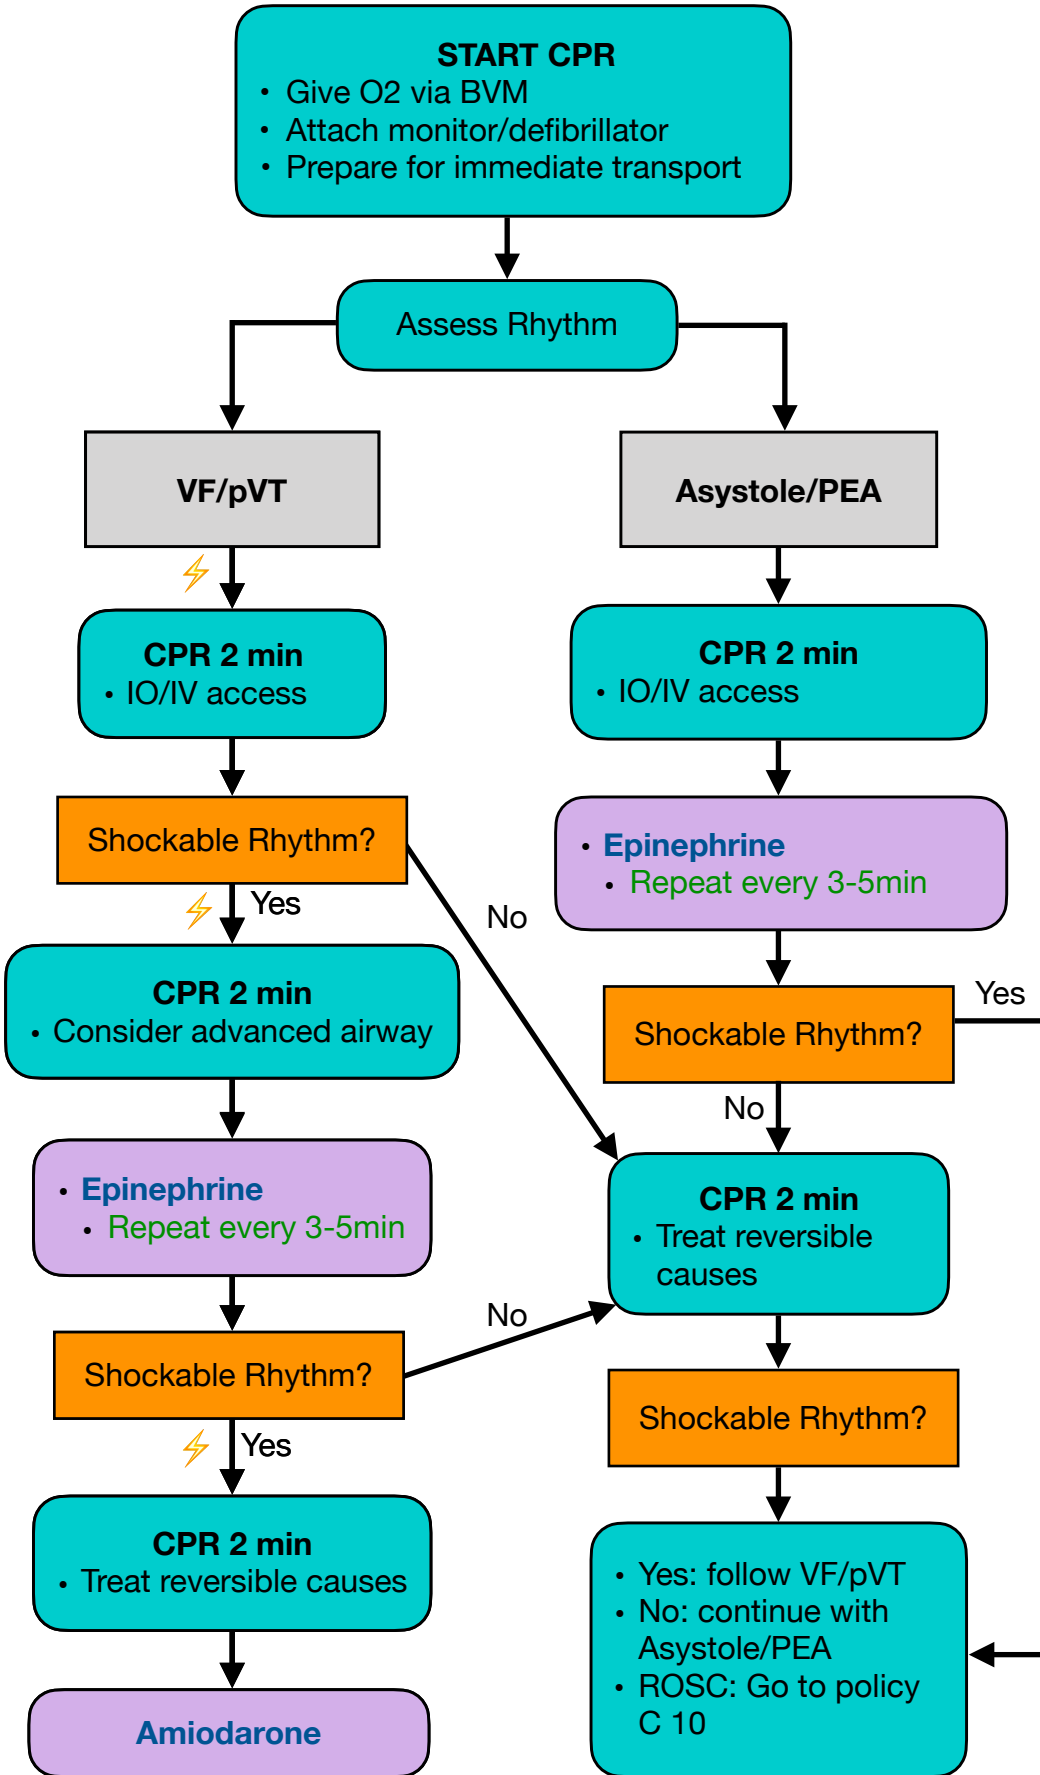 START CPR
• Give O2 via BVM
• Attach monitor/defibrillator
• Prepare for immediate transport
Assess Rhythm
VF/pVT
CPR 2 min
• IO/IV access
Shockable Rhythm?
Yes
No
CPR 2 min
• Consider advanced airway
• Epinephrine
• Repeat every 3-5min
Shockable Rhythm?
No
Yes
CPR 2 min
• Treat reversible causes
Amiodarone
Asystole/PEA
CPR 2 min
• IO/IV access
• Epinephrine
• Repeat every 3-5min
Shockable Rhythm?
Yes
No
CPR 2 min
• Treat reversible
causes
Shockable Rhythm?
• Yes: follow VF/pVT
• No: continue with
Asystole/PEA
• ROSC: Go to policy
C 10